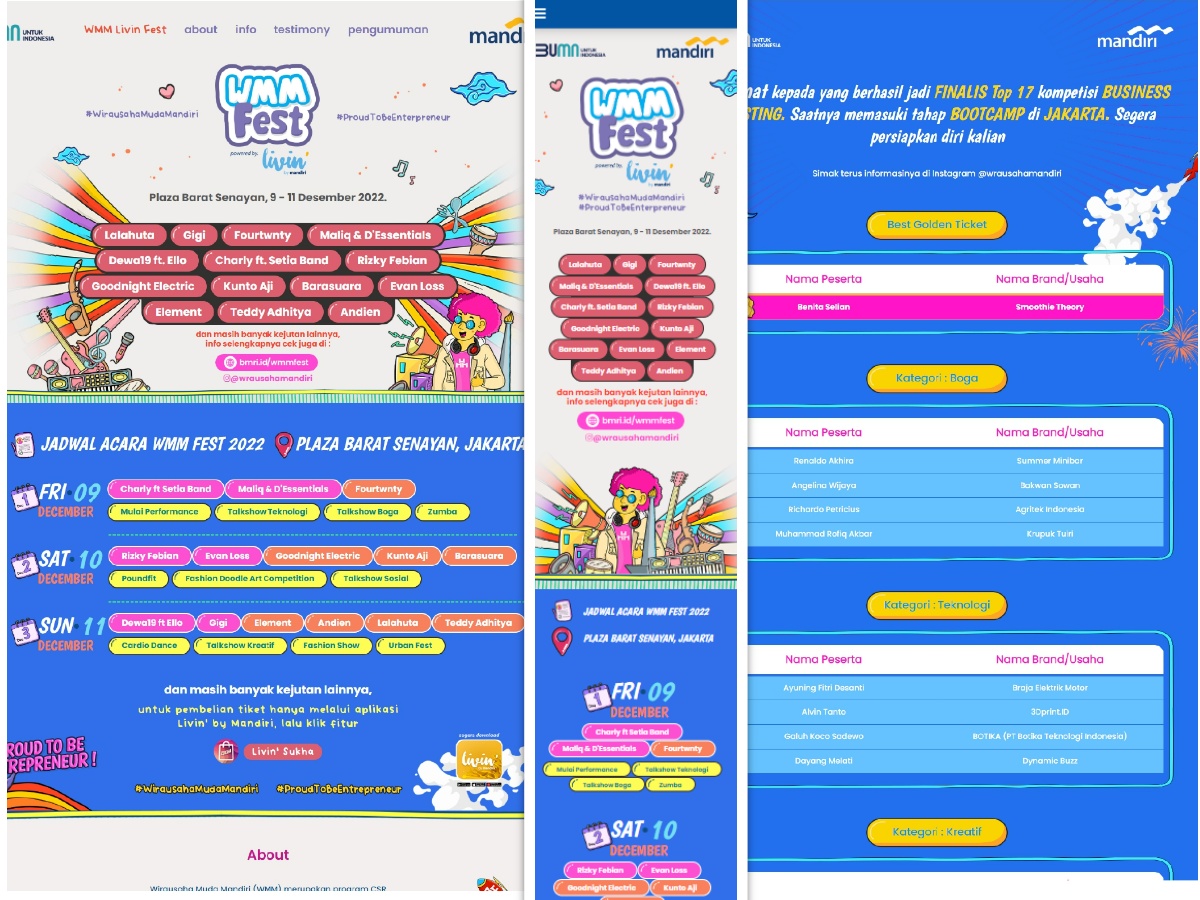 UNTUK
INDONESIA
WMM Livin Fest about info testimony pengumuman
mand
WMM
Fest
#WirausahaMudaMandiri
#ProudToBeEnterpreneur
powered by
livin'
by mandiri
Plaza Barat Senayan, 9 - 11 Desember 2022.
Lalahuta Gigi Fourtwnty Maliq & D'Essentials
Dewa19 ft. Ello Charly ft. Setia Band Rizky Febian
Goodnight Electric Kunto Aji Barasuara Evan Loss
Element Teddy Adhitya Andien
dan masih banyak kejutan lainnya,
info selengkapnya cek juga di :
bmri.id/wmmfest
@wrausahamandiri
JADWAL ACARA WMM FEST 2022 PLAZA BARAT SENAYAN, JAKARTA
1 FRI 09
DECEMBER
Charly ft Setia Band Maliq & D'Essentials Fourtwnty
Mulai Performance Talkshow Teknologi Talkshow Boga Zumba
2 SAT 10
DECEMBER
Rizky Febian Evan Loss Goodnight Electric Kunto Aji Barasuara
Poundfit Fashion Doodle Art Competition Talkshow Sosial
3 SUN 11
DECEMBER
Dewa19 ft Ello Gigi Element Andien Lalahuta Teddy Adhitya
Cardio Dance Talkshow Kreatif Fashion Show Urban Fest
dan masih banyak kejutan lainnya,
untuk pembelian tiket hanya melalui aplikasi
Livin' by Mandiri, lalu klik fitur
Livin' Sukha
ROUD TO BE
TREPRENEUR !
segera download
livin'
#WirausahaMudaMandiri #ProudToBeEntrepreneur
About
Wirausaha Muda Mandiri (WMM) merupakan program CSR
BUMN
UNTUK
INDONESIA
mandiri
WMM
Fest
powered by
livin'
by mandiri
#WirausahaMudaMandiri
#ProudToBeEnterpreneur
Plaza Barat Senayan, 9 - 11 Desember 2022.
Lalahuta Gigi Fourtwnty
Maliq & D'Essentials Dewa19 ft. Ello
Charly ft. Setia Band Rizky Febian
Goodnight Electric Kunto Aji
Barasuara Evan Loss Element
Teddy Adhitya Andien
dan masih banyak kejutan lainnya,
info selengkapnya cek juga di :
bmri.id/wmmfest
@wrausahamandiri
JADWAL ACARA WMM FEST 2022
PLAZA BARAT SENAYAN, JAKARTA
1 FRI 09
DECEMBER
Charly ft Setia Band
Maliq & D'Essentials Fourtwnty
Mulai Performance Talkshow Teknologi
Talkshow Boga Zumba
2 SAT 10
DECEMBER
Rizky Febian Evan Loss
Goodnight Electric Kunto Aji
UNTUK
INDONESIA
mandiri
mat kepada yang berhasil jadi FINALIS Top 17 kompetisi BUSINESS
STING. Saatnya memasuki tahap BOOTCAMP di JAKARTA. Segera
persiapkan diri kalian
Simak terus informasinya di Instagram @wrausahamandiri
Best Golden Ticket
Nama Peserta Nama Brand/Usaha
Benita Selian Smoothie Theory
Kategori : Boga
Nama Peserta Nama Brand/Usaha
Renaldo Akhira Summer Minibar
Angelina Wijaya Bakwan Sowan
Richardo Petricius Agritek Indonesia
Muhammad Rafiq Akbar Krupuk Tuiri
Kategori : Teknologi
Nama Peserta Nama Brand/Usaha
Ayuning Fitri Desanti Braja Elektrik Motor
Alvin Tanto 3Dprint.ID
Galuh Koco Sadewo BOTIKA (PT Botika Teknologi Indonesia)
Dayang Melati Dynamic Buzz
Kategori : Kreatif